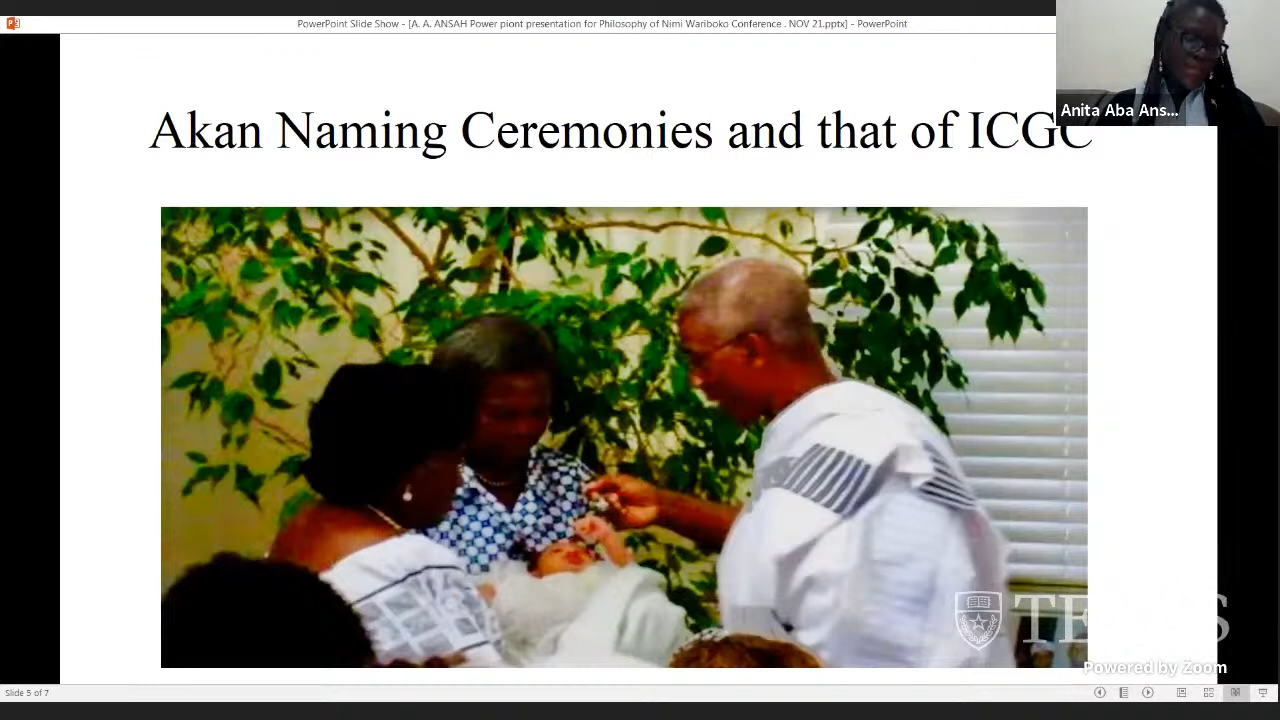 PowerPoint Slide Show - [A. A. ANSAH Power piont presentation for Philosophy of Nimi Wariboko Conference . NOV 21.pptx] - PowerPoint
Anita Aba Ans...
Akan Naming Ceremonies and that of ICGC
Powered by Zoom
Slide 5 of 7